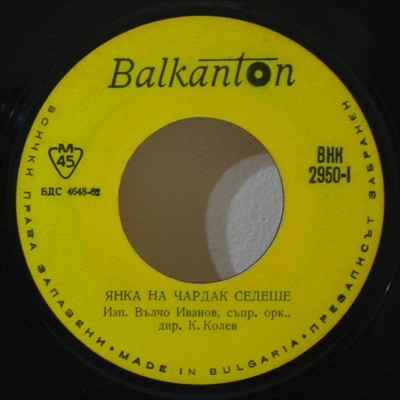 Balkanton
M
45
БДС 4648-62
ВНК
2950-I
ЯНКА НА ЧАРДАК СЕДЕШЕ
Изп. Вълчо Иванов, съпр. орк.,
дир. К. Колев
ВСИЧКИ ПРАВА ЗАПАЗЕНИ • MADE IN BULGARIA • ПРЕЗАПИСЪТ ЗАБРАНЕН